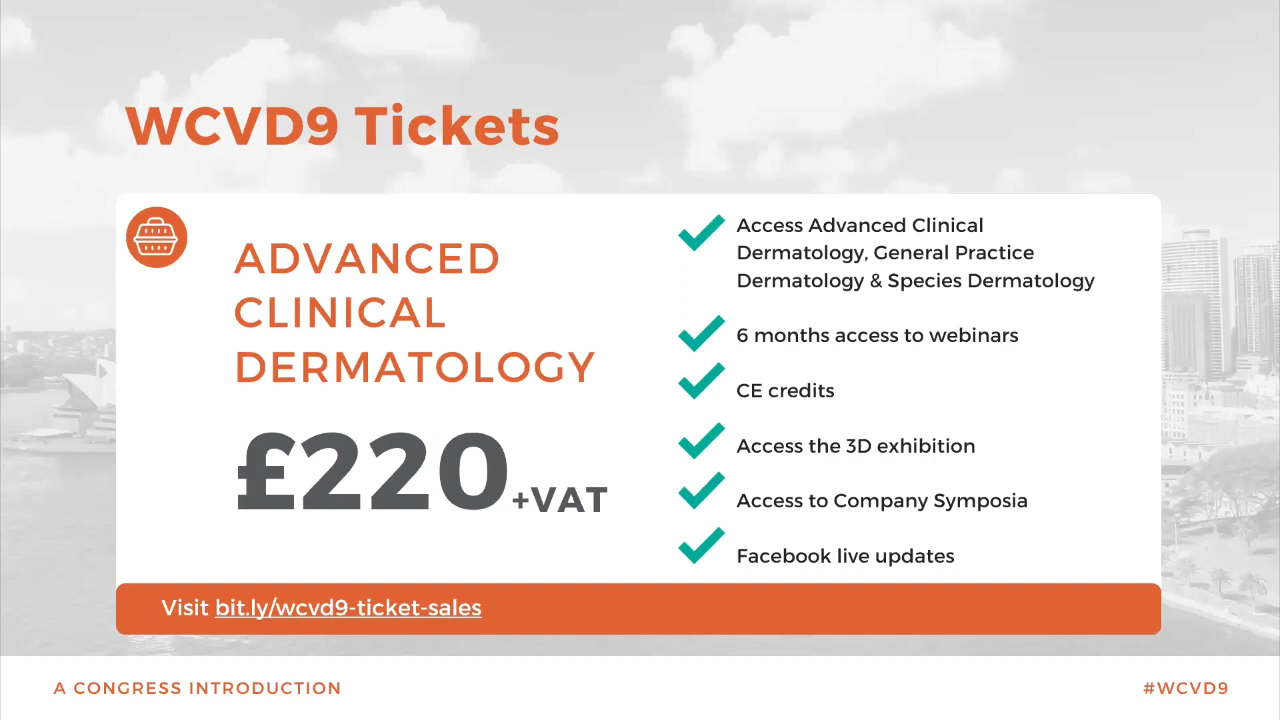 WCVD9 Tickets
ADVANCED
CLINICAL
DERMATOLOGY
£220 +VAT
Access Advanced Clinical
Dermatology, General Practice
Dermatology & Species Dermatology
6 months access to webinars
CE credits
Access the 3D exhibition
Access to Company Symposia
Facebook live updates
Visit bit.ly/wcvd9-ticket-sales
A CONGRESS INTRODUCTION
#WCVD9